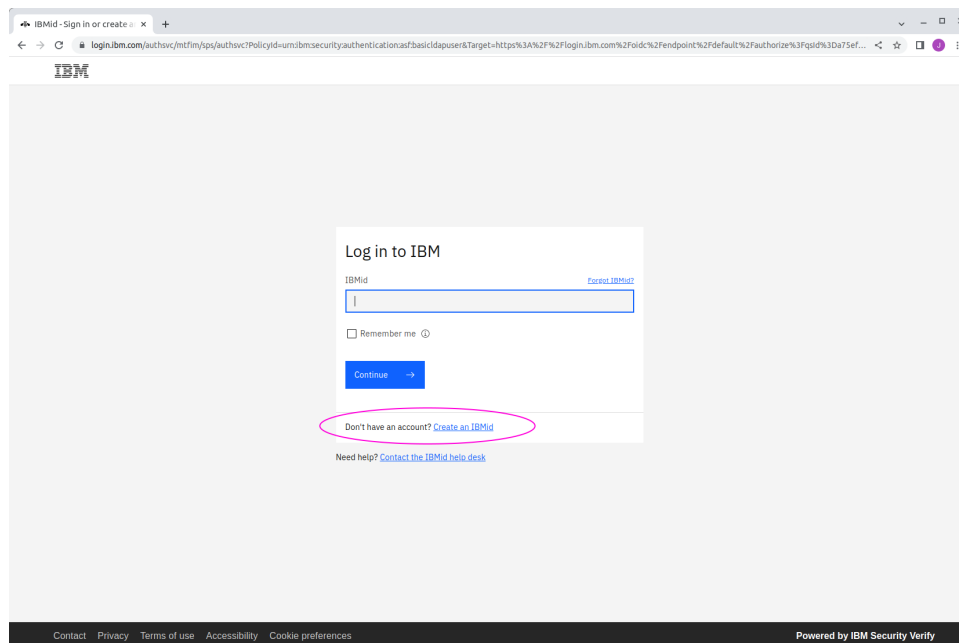 IBMid - Sign in or create a
login.ibm.com/authsvc/mtfim/sps/authsvc?PolicyId=urn:ibm:security:authentication:asf:basicldapuser&Target=https%3A%2F%2Flogin.ibm.com%2Foidc%2Fendpoint%2Fdefault%2Fauthorize%3Fqsid%3Da75ef...
J
IBM
Log in to IBM
IBMid Forgot IBMid?
Remember me
Continue →
Don't have an account? Create an IBMid
Need help? Contact the IBMid help desk
Contact Privacy Terms of use Accessibility Cookie preferences Powered by IBM Security Verify